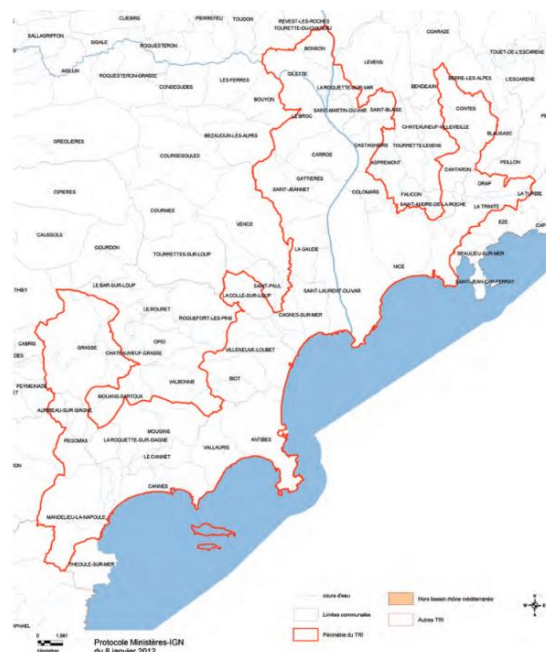 CUEBRIS PIERREFEU TOUDON REVEST-LES-ROCHES
SALLAGRIFFON SIGALE TOURETTE-DU-CHATEAU
ROQUESTERON BONSON COARAZE
AIGLUN GILETTE LEVENS TOUET-DE-L'ESCARENE
ROQUESTERON-GRASSE LES FERRES BENDEJUN BERRE-LES-ALPES
CONSEGUDES LA ROQUETTE-SUR-VAR L'ESCARENE
BOUYON CONTES
LE BROC SAINT-MARTIN-DU-VAR SAINT-BLAISE
CHATEAUNEUF-VILLEVIEILLE
BEZAUDUN-LES-ALPES BLAUSASC
GREOLIERES CARROS CASTAGNIERS TOURRETTE-LEVENS
COURSEGOULES ASPREMONT PEILLON
GATTIERES CANTARON
CIPIERES SAINT-JEANNET COLOMARS FALICON DRAP
SAINT-ANDRE-DE-LA-ROCHE LA TURBIE
COURMES LA TRINITE
CAUSSOLS VENCE EZE
GOURDON LA GAUDE BEAULIEU-SUR-MER
TOURRETTES-SUR-LOUP NICE
SAINT-JEAN-CAP-FERRAT
LE BAR-SUR-LOUP SAINT-PAUL SAINT-LAURENT-DU-VAR
LA COLLE-SUR-LOUP
LE ROURET CAGNES-SUR-MER
ROQUEFORT-LES-PINS
CABRIS GRASSE OPIO
CHATEAUNEUF-GRASSE VILLENEUVE-LOUBET
PEYMEINADE VALBONNE BIOT
MOUANS-SARTOUX
AURIBEAU-SUR-SIAGNE
MOUGINS
PEGOMAS LA ROQUETTE-SUR-SIAGNE ANTIBES
VALLAURIS
LE CANNET
CANNES
MANDELIEU-LA-NAPOULE
THEOULE-SUR-MER
cours d'eau
Hors bassin rhône méditerranée
Limites communales
Autres TRI
Périmètre du TRI
Protocole Ministères-IGN
du 8 janvier 2012